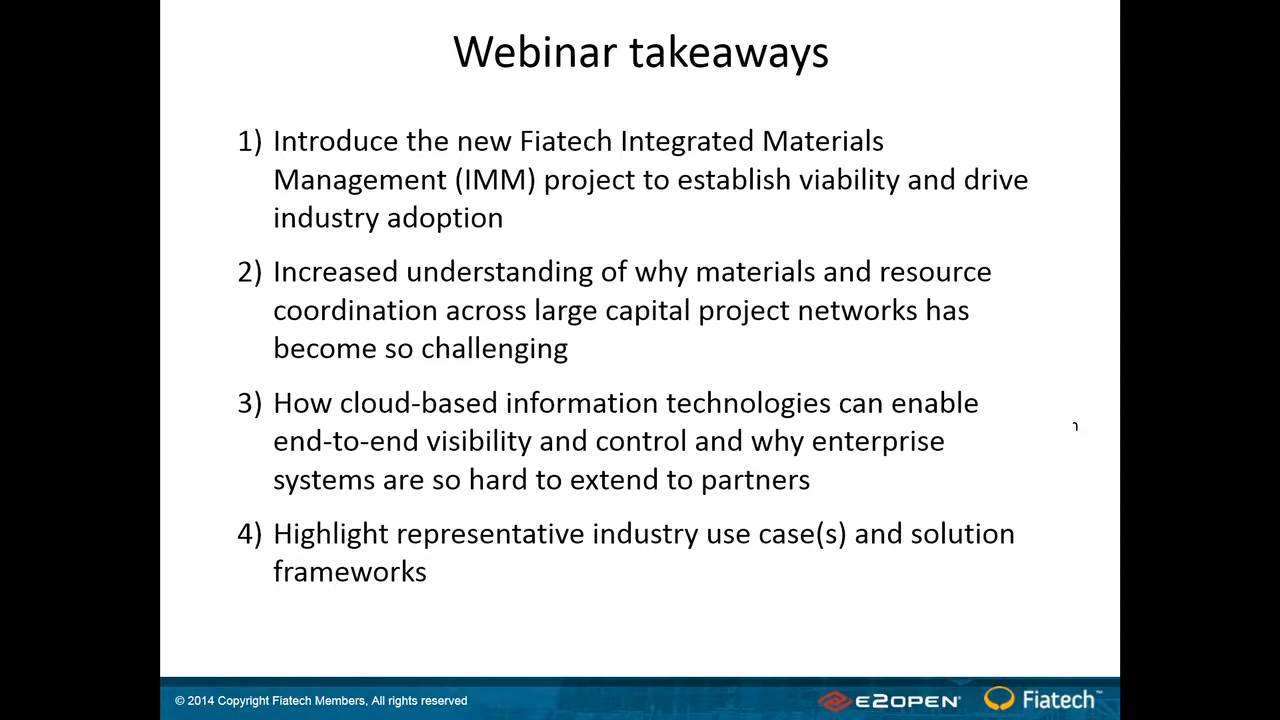 Webinar takeaways
1) Introduce the new Fiatech Integrated Materials
Management (IMM) project to establish viability and drive
industry adoption
2) Increased understanding of why materials and resource
coordination across large capital project networks has
become so challenging
3) How cloud-based information technologies can enable
end-to-end visibility and control and why enterprise
systems are so hard to extend to partners
4) Highlight representative industry use case(s) and solution
frameworks
© 2014 Copyright Fiatech Members, All rights reserved
E2OPEN
Fiatech™